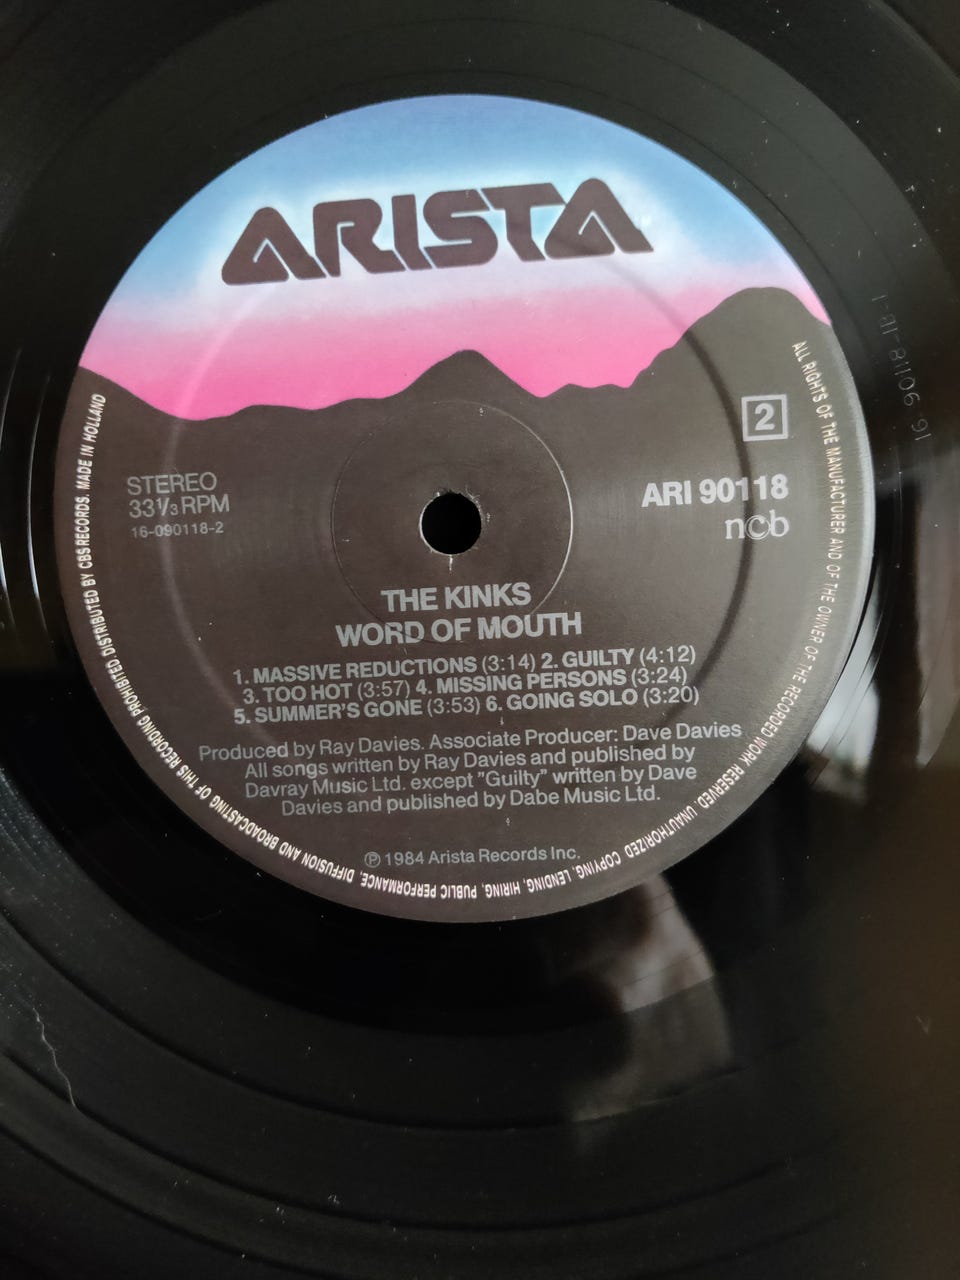 ARISTA
2
STEREO
33⅓ RPM
16-090118-2
ARI 90118
ncb
THE KINKS
WORD OF MOUTH
1. MASSIVE REDUCTIONS (3:14) 2. GUILTY (4:12)
3. TOO HOT (3:57) 4. MISSING PERSONS (3:24)
5. SUMMER'S GONE (3:53) 6. GOING SOLO (3:20)
Produced by Ray Davies. Associate Producer: Dave Davies
All songs written by Ray Davies and published by
Davray Music Ltd. except "Guilty" written by Dave
Davies and published by Dabe Music Ltd.
℗ 1984 Arista Records Inc.
ALL RIGHTS OF THE MANUFACTURER AND OF THE OWNER OF THE RECORDED WORK RESERVED. UNAUTHORIZED COPYING, LENDING, HIRING, PUBLIC PERFORMANCE, DIFFUSION AND BROADCASTING OF THIS RECORDING PROHIBITED. DISTRIBUTED BY CBS RECORDS. MADE IN HOLLAND